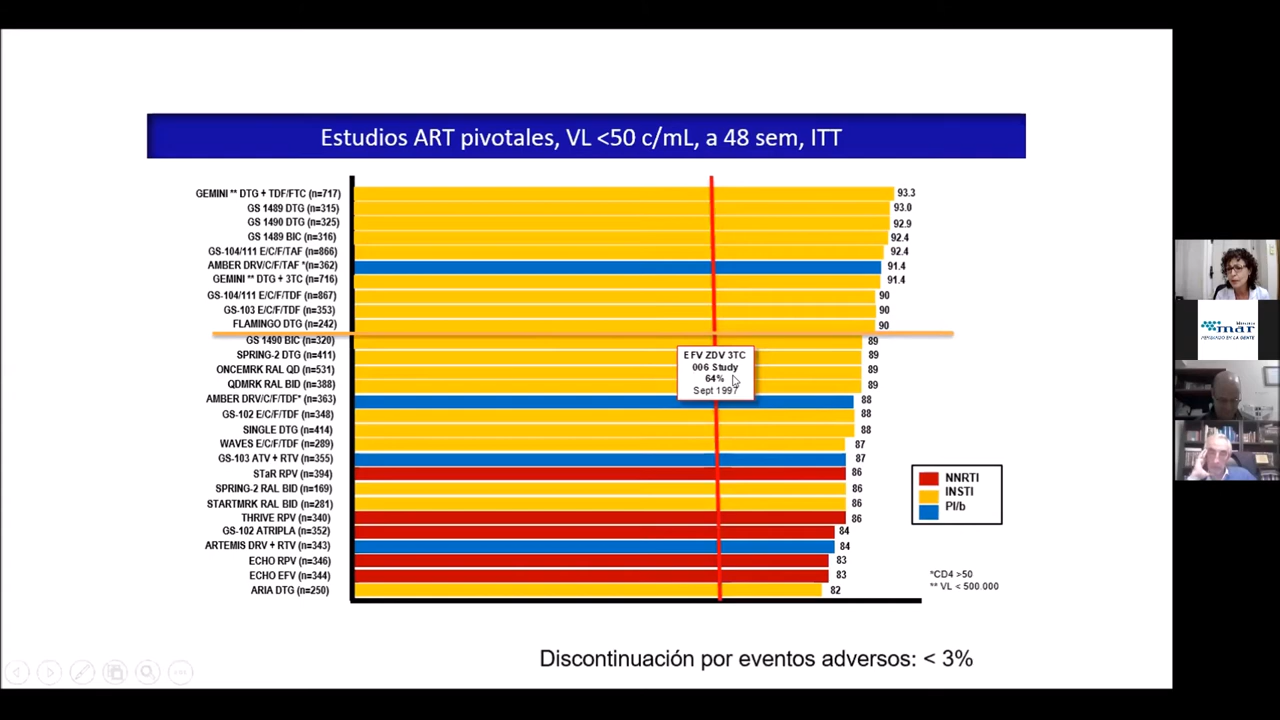 Estudios ART pivotales, VL <50 c/mL, a 48 sem, ITT
GEMINI ** DTG + TDF/FTC (n=717) 93.3
GS 1489 DTG (n=315) 93.0
GS 1490 DTG (n=325) 92.9
GS 1489 BIC (n=316) 92.4
GS-104/111 E/C/F/TAF (n=866) 92.4
AMBER DRV/C/F/TAF *(n=362) 91.4
GEMINI ** DTG + 3TC (n=716) 91.4
GS-104/111 E/C/F/TDF (n=867) 90
GS-103 E/C/F/TDF (n=353) 90
FLAMINGO DTG (n=242) 90
GS 1490 BIC (n=320) 89
SPRING-2 DTG (n=411) 89
ONCEMRK RAL QD (n=531) 89
QDMRK RAL BID (n=388) 89
AMBER DRV/C/F/TDF* (n=363) 88
GS-102 E/C/F/TDF (n=348) 88
SINGLE DTG (n=414) 88
WAVES E/C/F/TDF (n=289) 87
GS-103 ATV + RTV (n=355) 87
STaR RPV (n=394) 86
SPRING-2 RAL BID (n=169) 86
STARTMRK RAL BID (n=281) 86
THRIVE RPV (n=340) 86
GS-102 ATRIPLA (n=352) 84
ARTEMIS DRV + RTV (n=343) 84
ECHO RPV (n=346) 83
ECHO EFV (n=344) 83
ARIA DTG (n=250) 82
EFV ZDV 3TC
006 Study
64%
Sept 1997
NNRTI
INSTI
PI/b
*CD4 >50
** VL < 500.000
Discontinuación por eventos adversos: < 3%
mar
PENSANDO EN LA GENTE